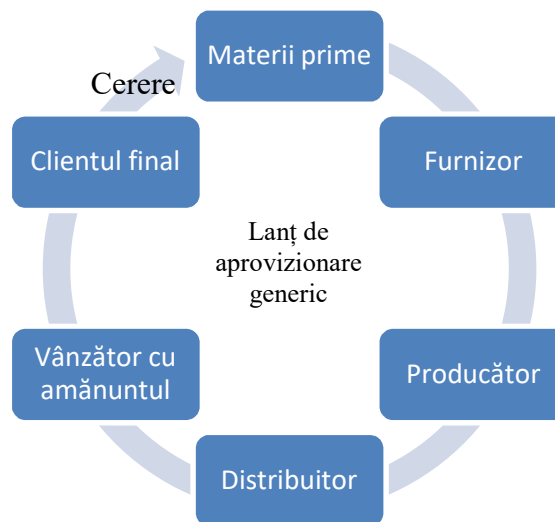 Materii prime
Cerere
Clientul final
Furnizor
Lanț de
aprovizionare
generic
Vânzător cu
amănuntul
Producător
Distribuitor